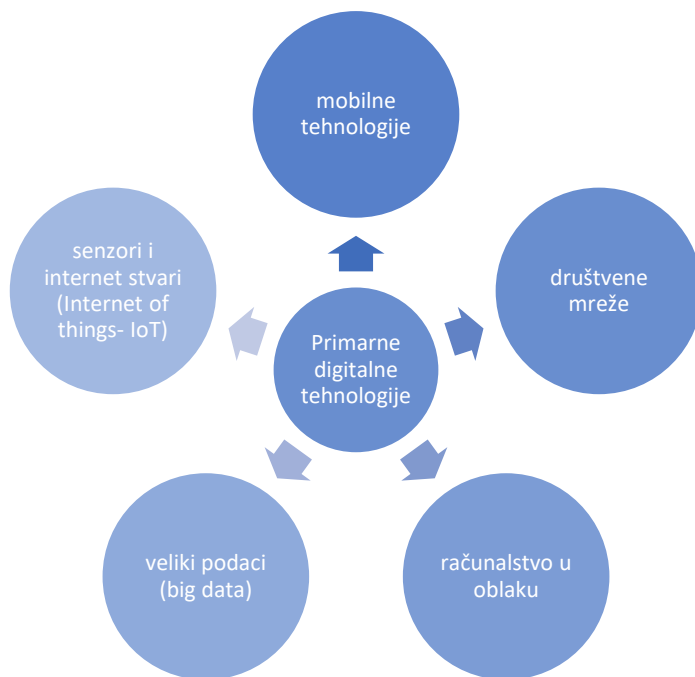 mobilne
tehnologije
senzori i
internet stvari
(Internet of
things- IoT)
društvene
mreže
Primarne
digitalne
tehnologije
veliki podaci
(big data)
računalstvo u
oblaku